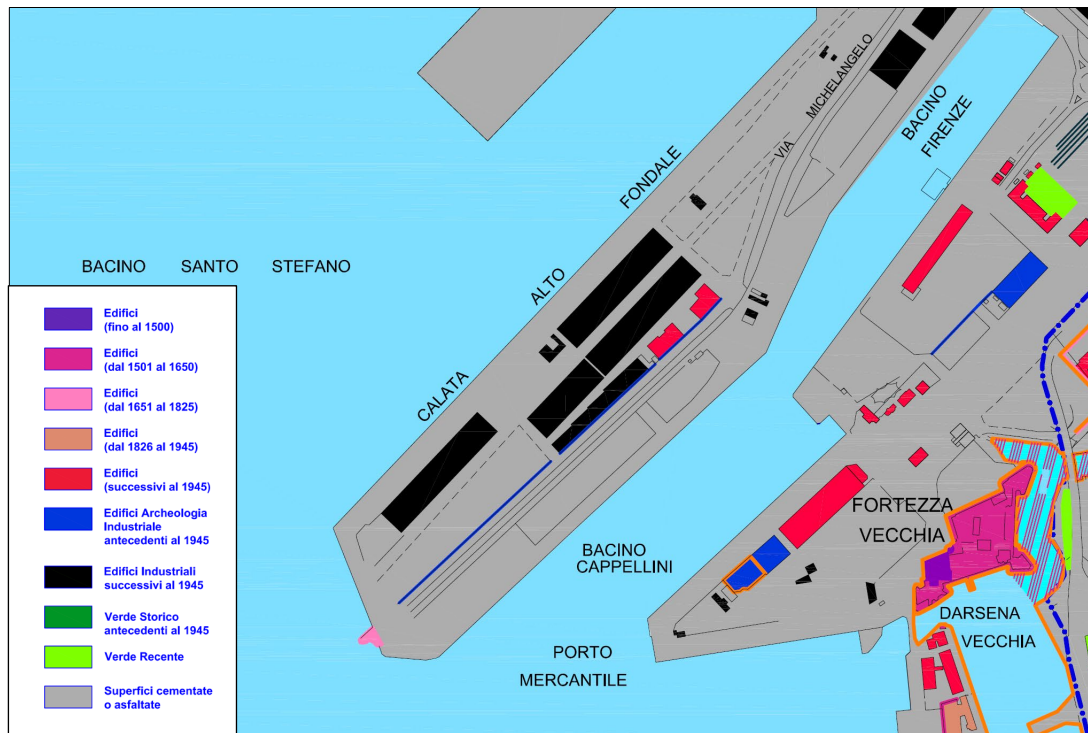 MICHELANGELO
VIA
BACINO
FIRENZE
FONDALE
ALTO
CALATA
BACINO SANTO STEFANO
FORTEZZA
VECCHIA
BACINO
CAPPELLINI
DARSENA
VECCHIA
PORTO
MERCANTILE
Edifici
(fino al 1500)
Edifici
(dal 1501 al 1650)
Edifici
(dal 1651 al 1825)
Edifici
(dal 1826 al 1945)
Edifici
(successivi al 1945)
Edifici Archeologia
Industriale
antecedenti al 1945
Edifici Industriali
successivi al 1945
Verde Storico
antecedenti al 1945
Verde Recente
Superfici cementate
o asfaltate